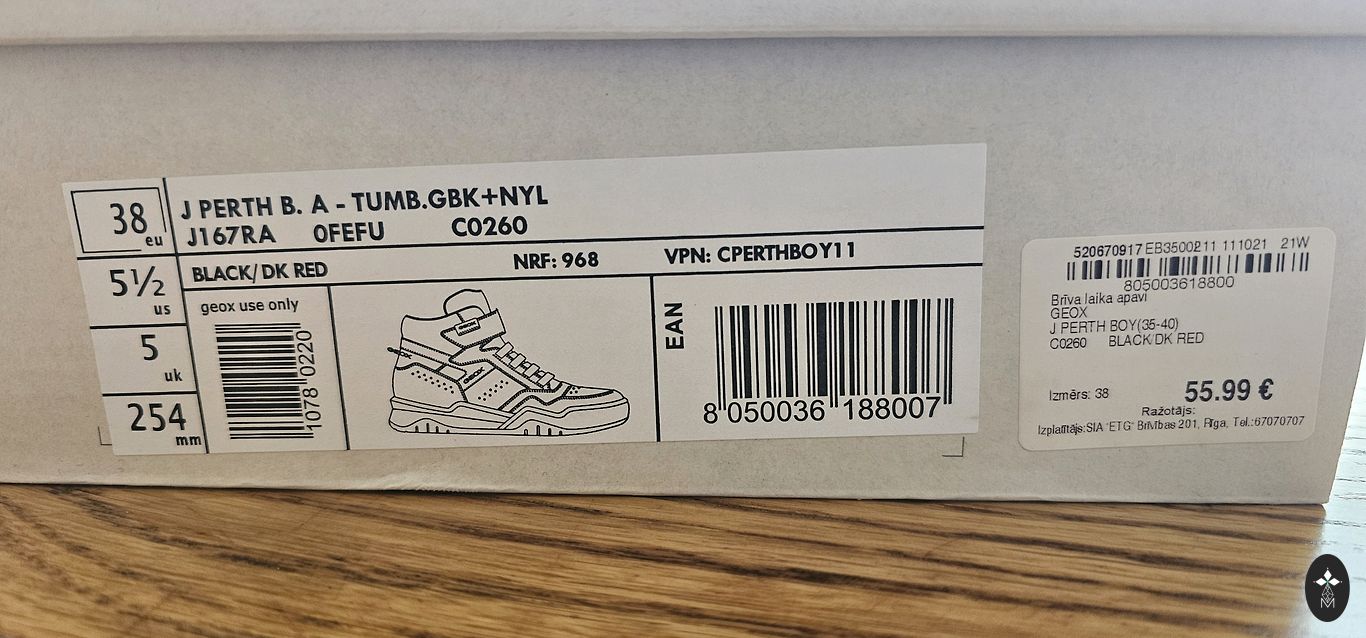 38 eu
5½ us
5 uk
254 mm
J PERTH B. A - TUMB.GBK+NYL
J167RA 0FEFU C0260
BLACK/DK RED NRF: 968 VPN: CPERTHBOY11
geox use only
1078 0220
GEOX
GEOX
EAN
8 050036 188007
520670917 EB3500211 111021 21W
805003618800
Brīva laika apavi
GEOX
J PERTH BOY(35-40)
C0260 BLACK/DK RED
Izmērs: 38 55.99 €
Ražotājs:
Izplatītājs:SIA "ETG" Brīvības 201, Rīga, Tel.:67070707
M